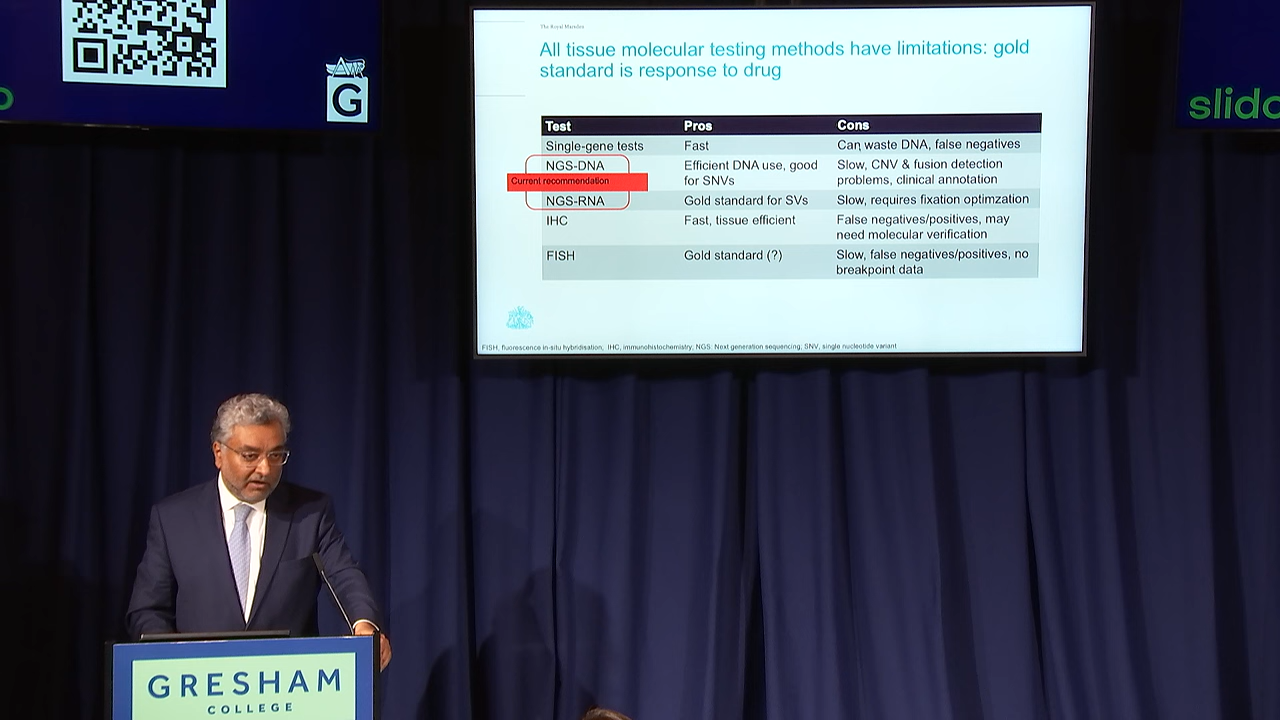 The Royal Marsden
All tissue molecular testing methods have limitations: gold
standard is response to drug
Test Pros Cons
Single-gene tests Fast Can waste DNA, false negatives
NGS-DNA Efficient DNA use, good for SNVs Slow, CNV & fusion detection problems, clinical annotation
Current recommendation
NGS-RNA Gold standard for SVs Slow, requires fixation optimzation
IHC Fast, tissue efficient False negatives/positives, may need molecular verification
FISH Gold standard (?) Slow, false negatives/positives, no breakpoint data
FISH, fluorescence in-situ hybridisation; IHC, immunohistochemistry; NGS: Next generation sequencing; SNV, single nucleotide variant
G
slido
GRESHAM
COLLEGE